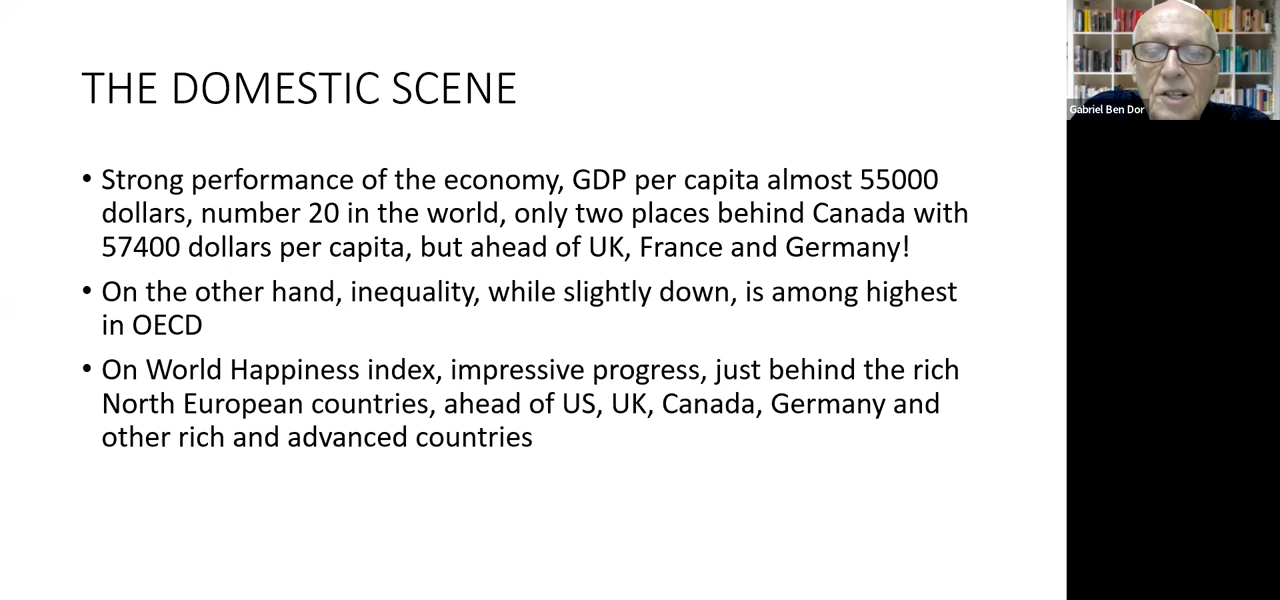 THE DOMESTIC SCENE
• Strong performance of the economy, GDP per capita almost 55000
dollars, number 20 in the world, only two places behind Canada with
57400 dollars per capita, but ahead of UK, France and Germany!
• On the other hand, inequality, while slightly down, is among highest
in OECD
• On World Happiness index, impressive progress, just behind the rich
North European countries, ahead of US, UK, Canada, Germany and
other rich and advanced countries
Gabriel Ben Dor